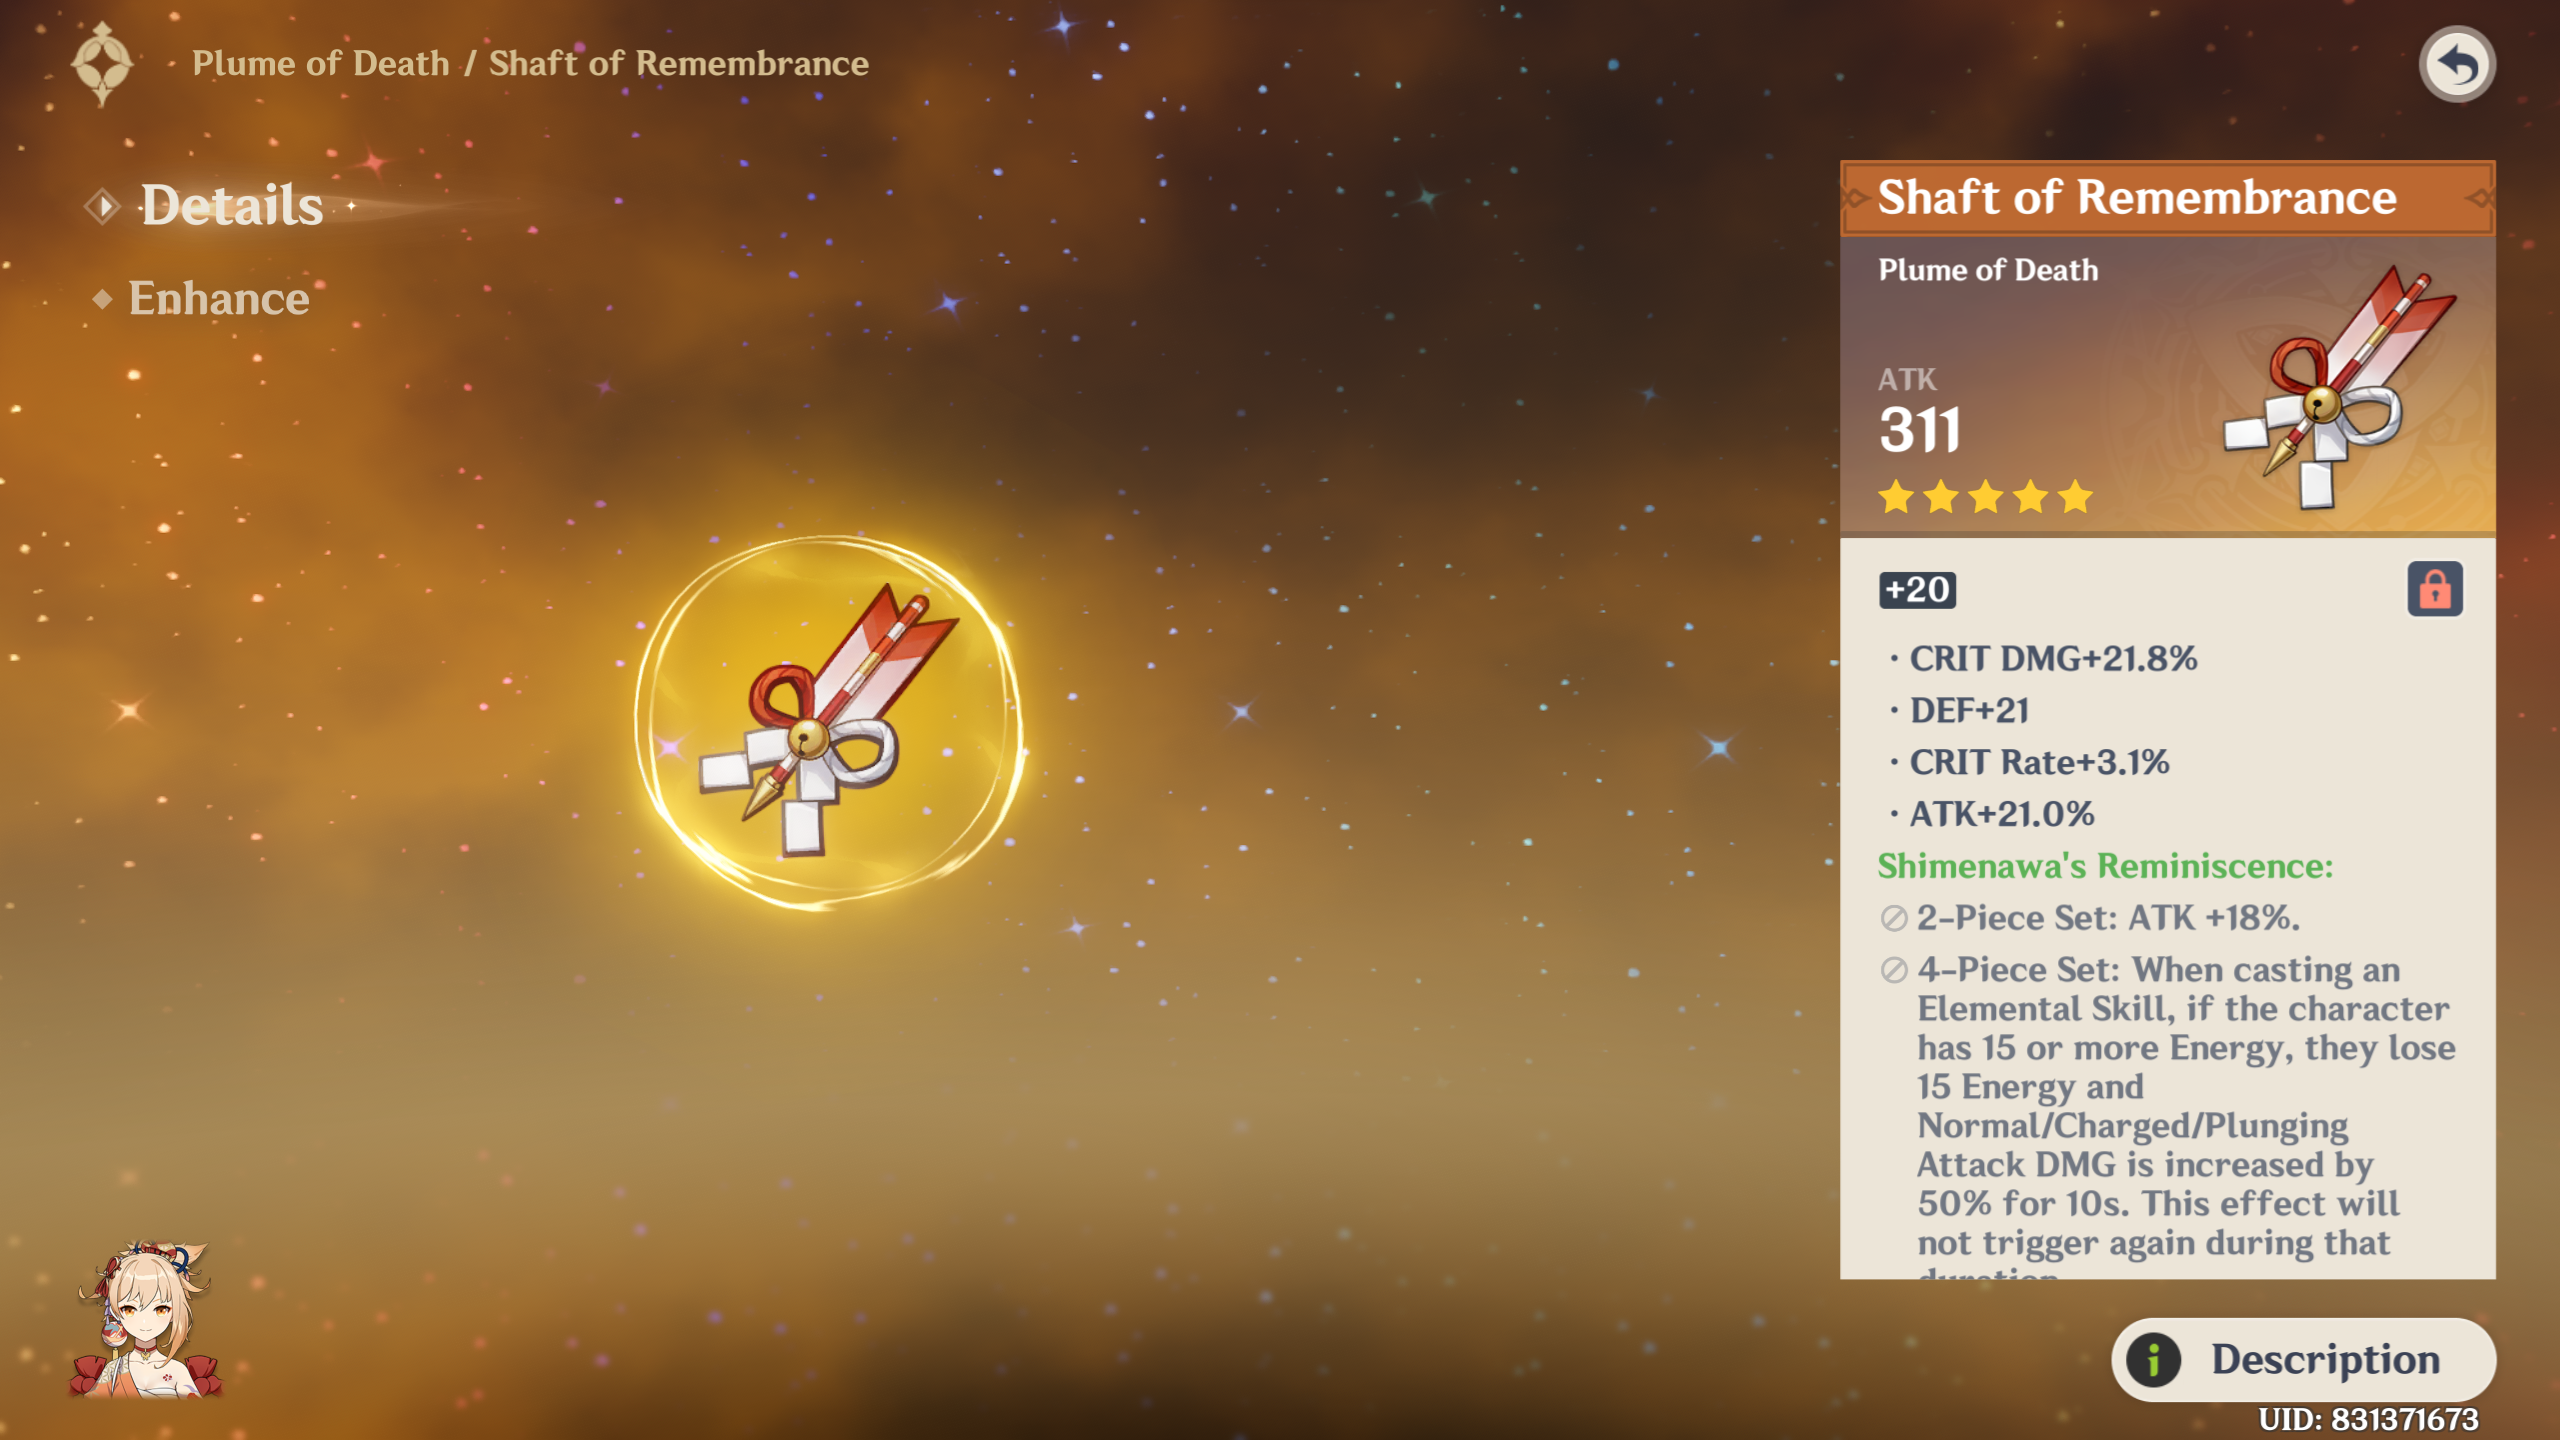 Plume of Death / Shaft of Remembrance
Details
Enhance
Shaft of Remembrance
Plume of Death
ATK
311
+20
· CRIT DMG+21.8%
· DEF+21
· CRIT Rate+3.1%
· ATK+21.0%
Shimenawa's Reminiscence:
2-Piece Set: ATK +18%.
4-Piece Set: When casting an
Elemental Skill, if the character
has 15 or more Energy, they lose
15 Energy and
Normal/Charged/Plunging
Attack DMG is increased by
50% for 10s. This effect will
not trigger again during that
duration.
Description
UID: 831371673